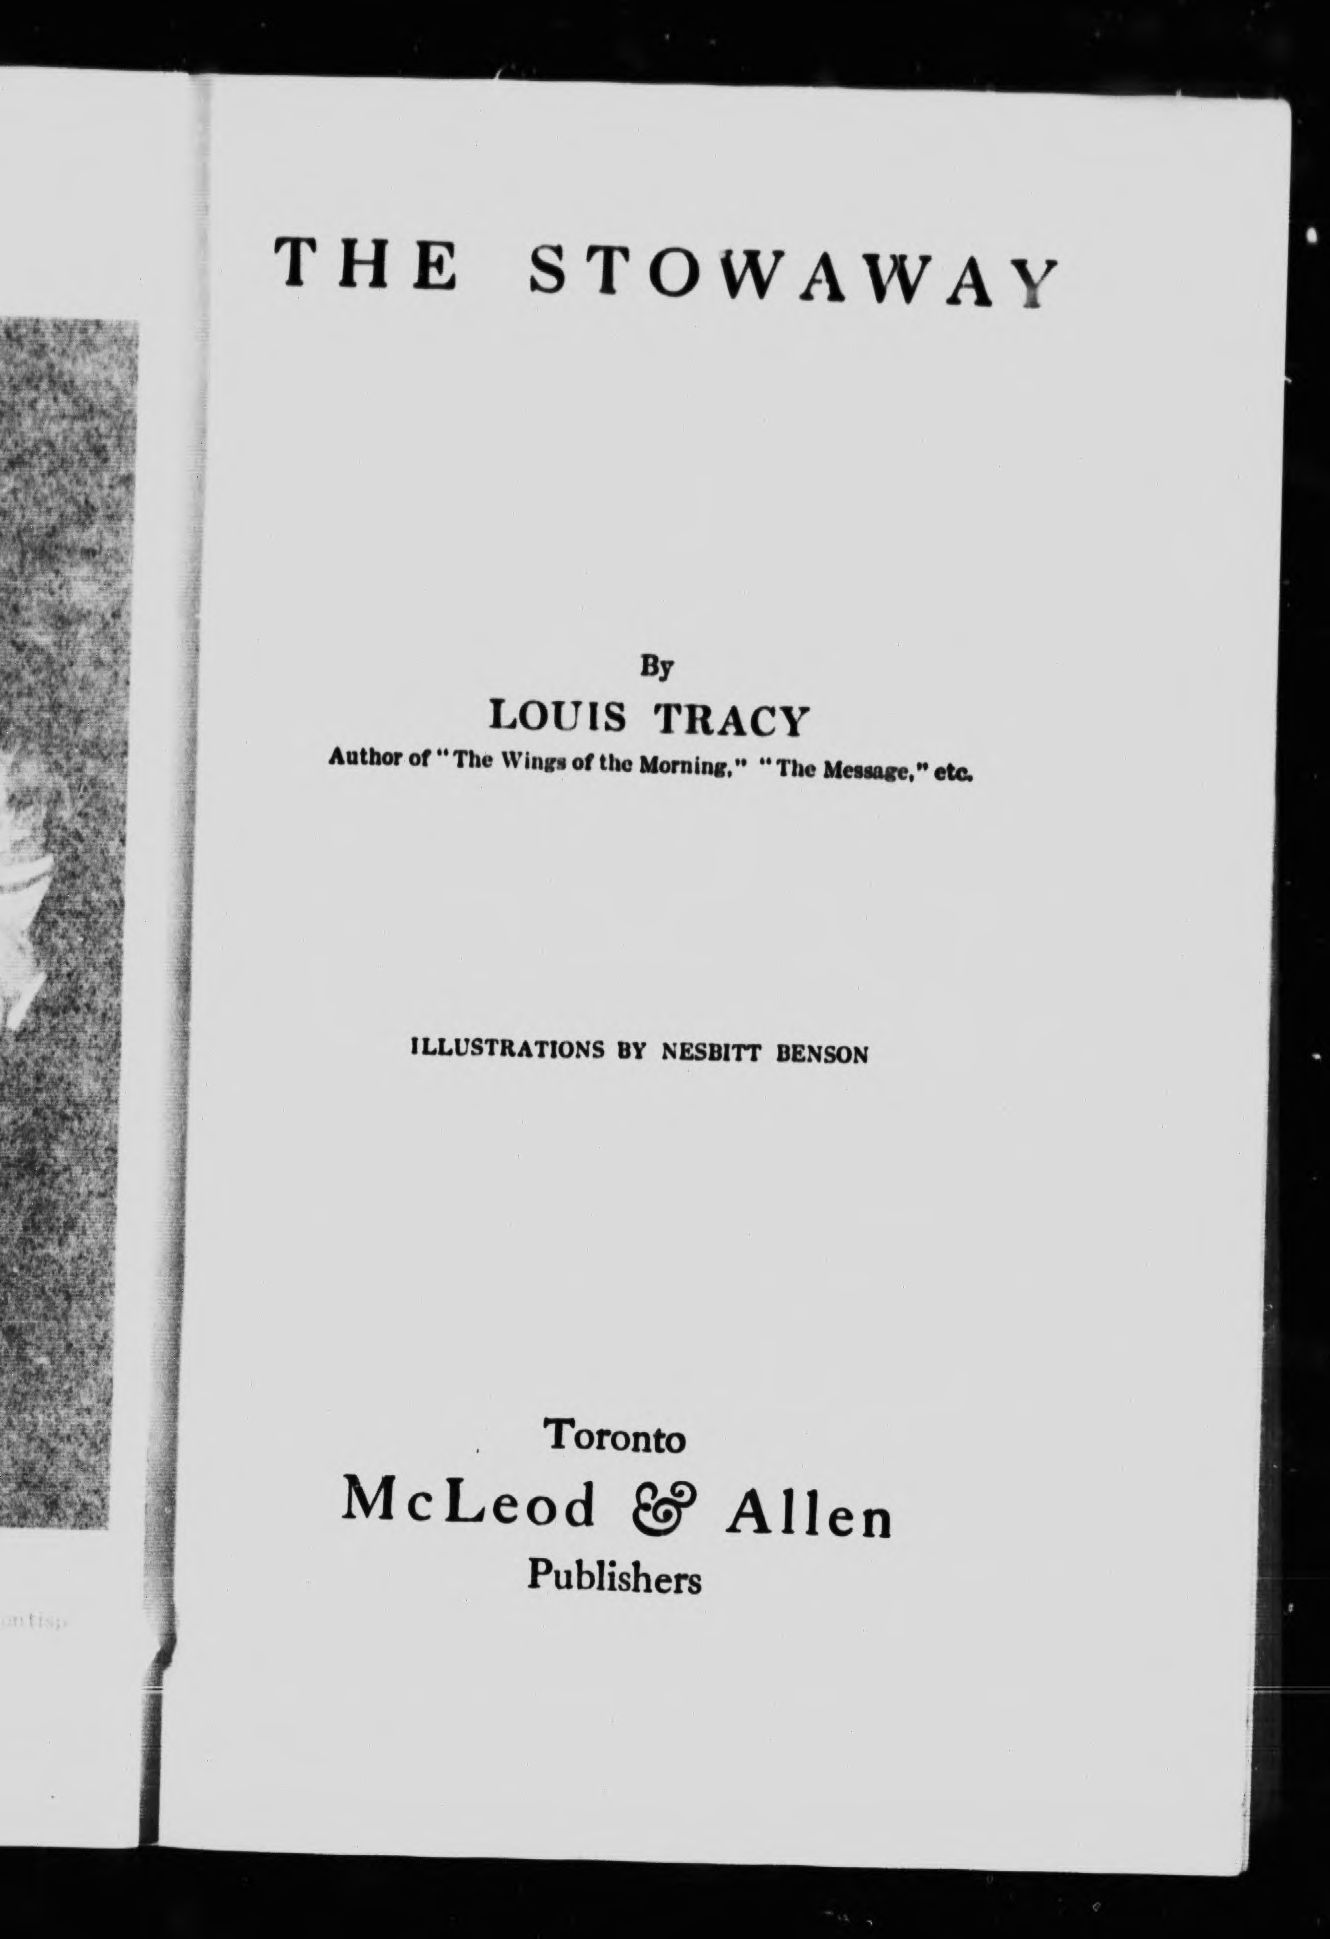 THE STOWAWAY
By
LOUIS TRACY
Author of "The Wings of the Morning," "The Message," etc.
ILLUSTRATIONS BY NESBITT BENSON
Toronto
McLeod & Allen
Publishers